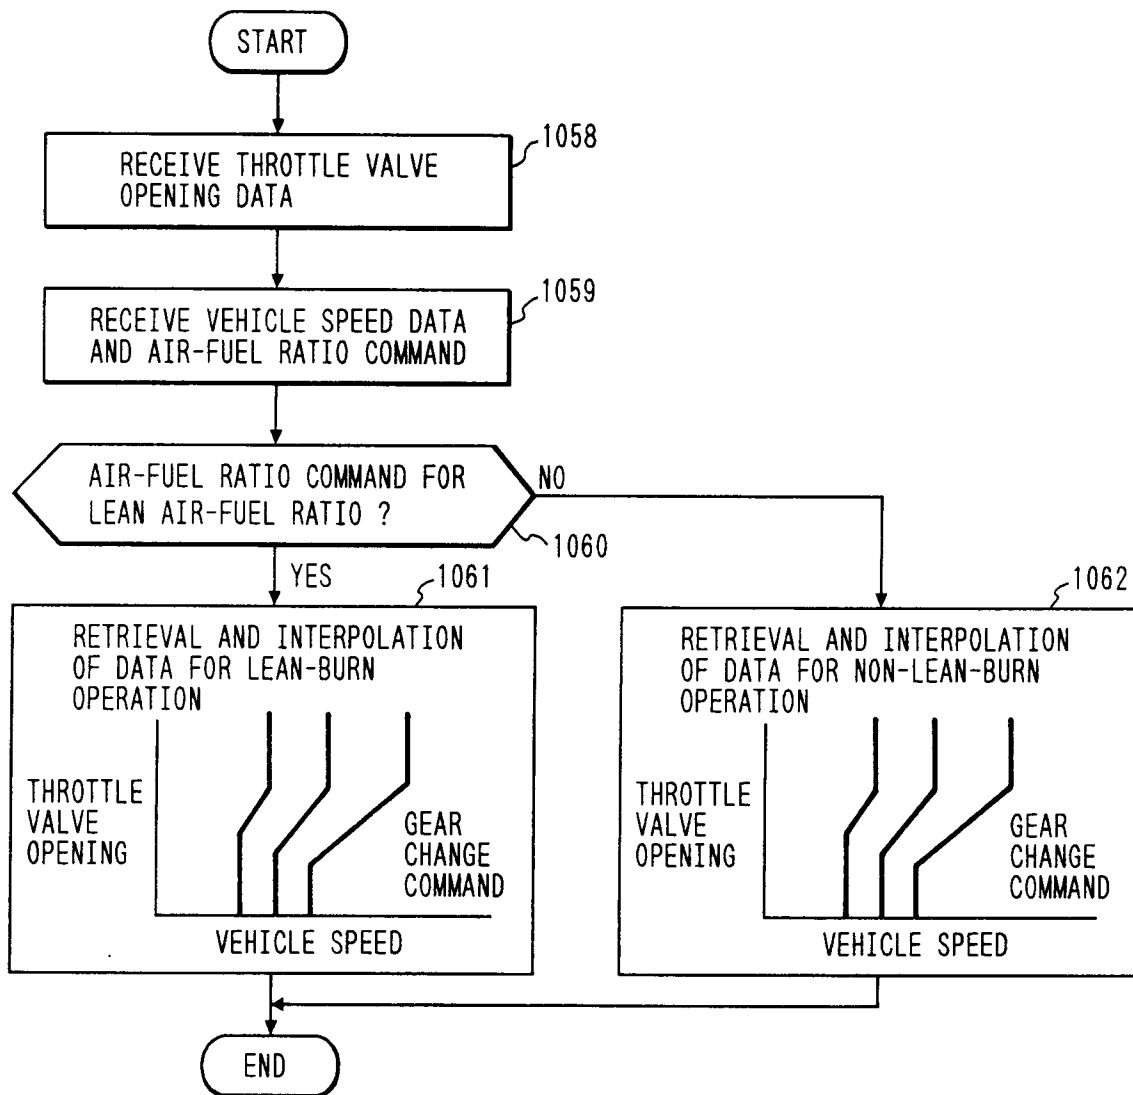 START
1058
RECEIVE THROTTLE VALVE
OPENING DATA
1059
RECEIVE VEHICLE SPEED DATA
AND AIR-FUEL RATIO COMMAND
AIR-FUEL RATIO COMMAND FOR
LEAN AIR-FUEL RATIO ?
NO
1060
YES
1061
RETRIEVAL AND INTERPOLATION
OF DATA FOR LEAN-BURN
OPERATION
THROTTLE
VALVE
OPENING
GEAR
CHANGE
COMMAND
VEHICLE SPEED
1062
RETRIEVAL AND INTERPOLATION
OF DATA FOR NON-LEAN-BURN
OPERATION
THROTTLE
VALVE
OPENING
GEAR
CHANGE
COMMAND
VEHICLE SPEED
END